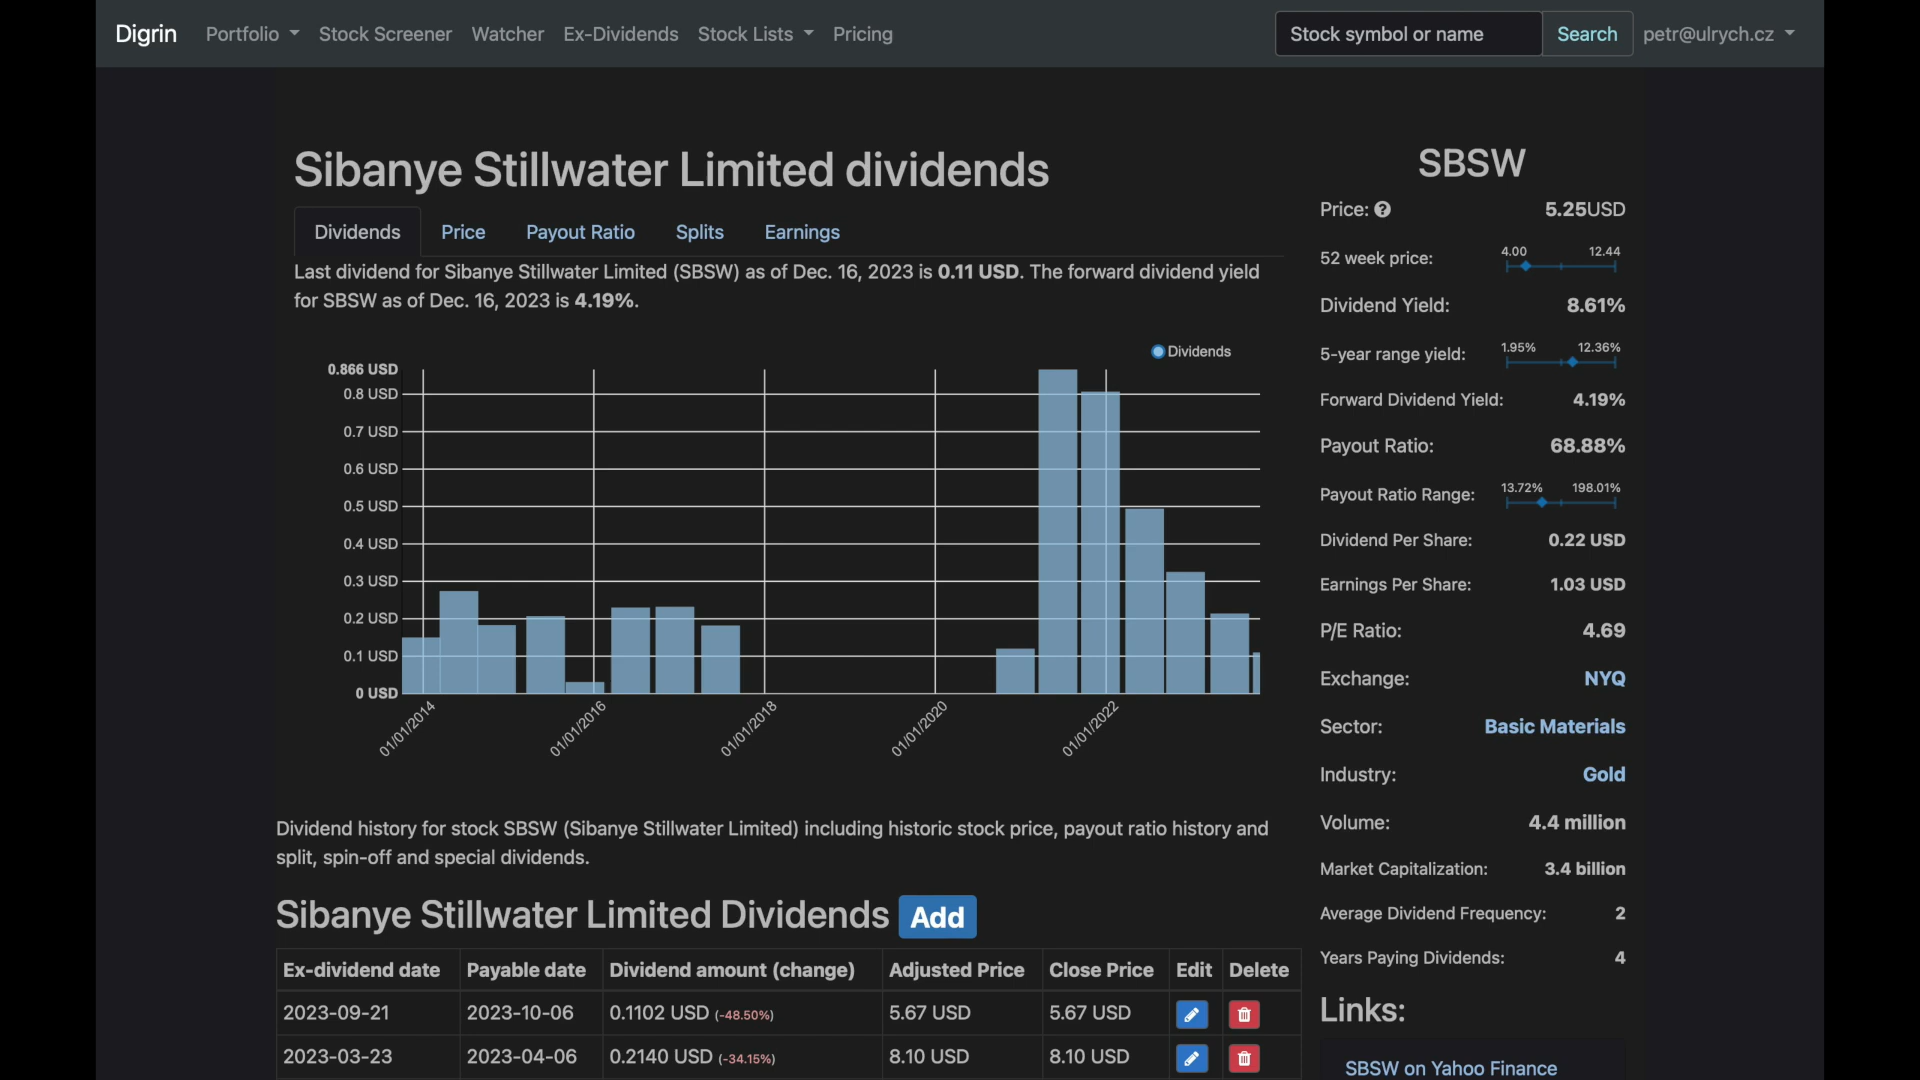 Digrin Portfolio Stock Screener Watcher Ex-Dividends Stock Lists Pricing Stock symbol or name Search petr@ulrych.cz
Sibanye Stillwater Limited dividends
Dividends Price Payout Ratio Splits Earnings
Last dividend for Sibanye Stillwater Limited (SBSW) as of Dec. 16, 2023 is 0.11 USD. The forward dividend yield
for SBSW as of Dec. 16, 2023 is 4.19%.
Dividends
0.866 USD
0.8 USD
0.7 USD
0.6 USD
0.5 USD
0.4 USD
0.3 USD
0.2 USD
0.1 USD
0 USD
01/01/2014 01/01/2016 01/01/2018 01/01/2020 01/01/2022
Dividend history for stock SBSW (Sibanye Stillwater Limited) including historic stock price, payout ratio history and
split, spin-off and special dividends.
Sibanye Stillwater Limited Dividends Add
Ex-dividend date Payable date Dividend amount (change) Adjusted Price Close Price Edit Delete
2023-09-21 2023-10-06 0.1102 USD (-48.50%) 5.67 USD 5.67 USD
2023-03-23 2023-04-06 0.2140 USD (-34.15%) 8.10 USD 8.10 USD
SBSW
Price: 5.25USD
52 week price: 4.00 12.44
Dividend Yield: 8.61%
5-year range yield: 1.95% 12.36%
Forward Dividend Yield: 4.19%
Payout Ratio: 68.88%
Payout Ratio Range: 13.72% 198.01%
Dividend Per Share: 0.22 USD
Earnings Per Share: 1.03 USD
P/E Ratio: 4.69
Exchange: NYQ
Sector: Basic Materials
Industry: Gold
Volume: 4.4 million
Market Capitalization: 3.4 billion
Average Dividend Frequency: 2
Years Paying Dividends: 4
Links:
SBSW on Yahoo Finance